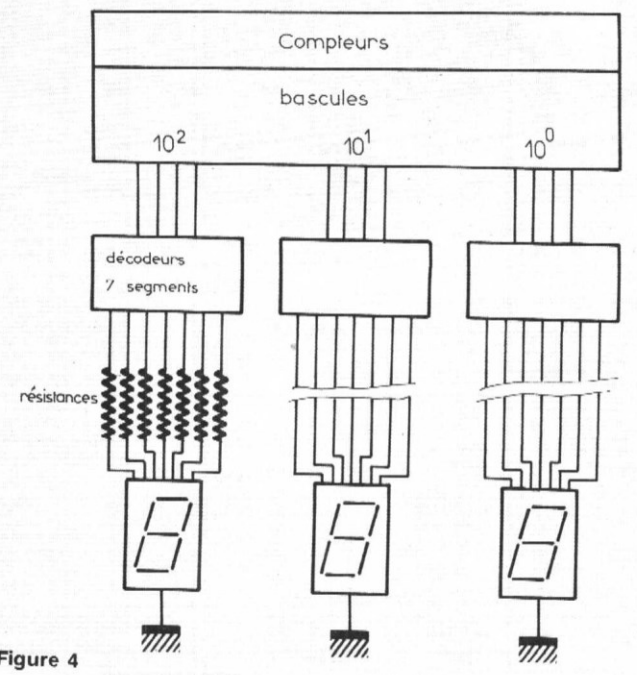 Compteurs
bascules
10² 10¹ 10⁰
décodeurs
7 segments
résistances
Figure 4